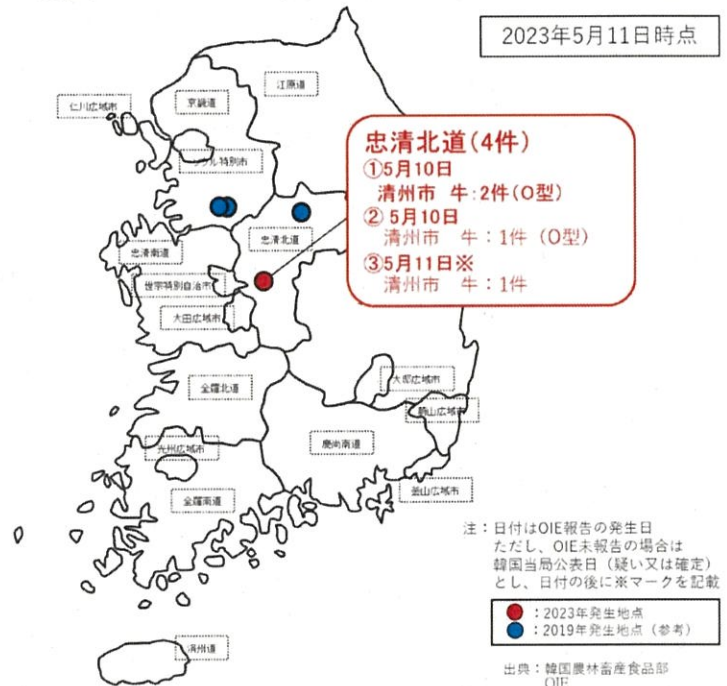 2023年5月11日時点
江原道
京畿道
仁川広域市
ソウル特別市
忠清北道(4件)
①5月10日
清州市 牛:2件(O型)
② 5月10日
清州市 牛:1件(O型)
③5月11日※
清州市 牛:1件
忠清北道
忠清南道
世宗特別自治市
大田広域市
全羅北道
大邱広域市
蔚山広域市
慶尚南道
光州広域市
釜山広域市
全羅南道
済州道
注:日付はOIE報告の発生日
ただし、OIE未報告の場合は
韓国当局公表日(疑い又は確定)
とし、日付の後に※マークを記載
:2023年発生地点
:2019年発生地点(参考)
出典:韓国農林畜産食品部
OIE